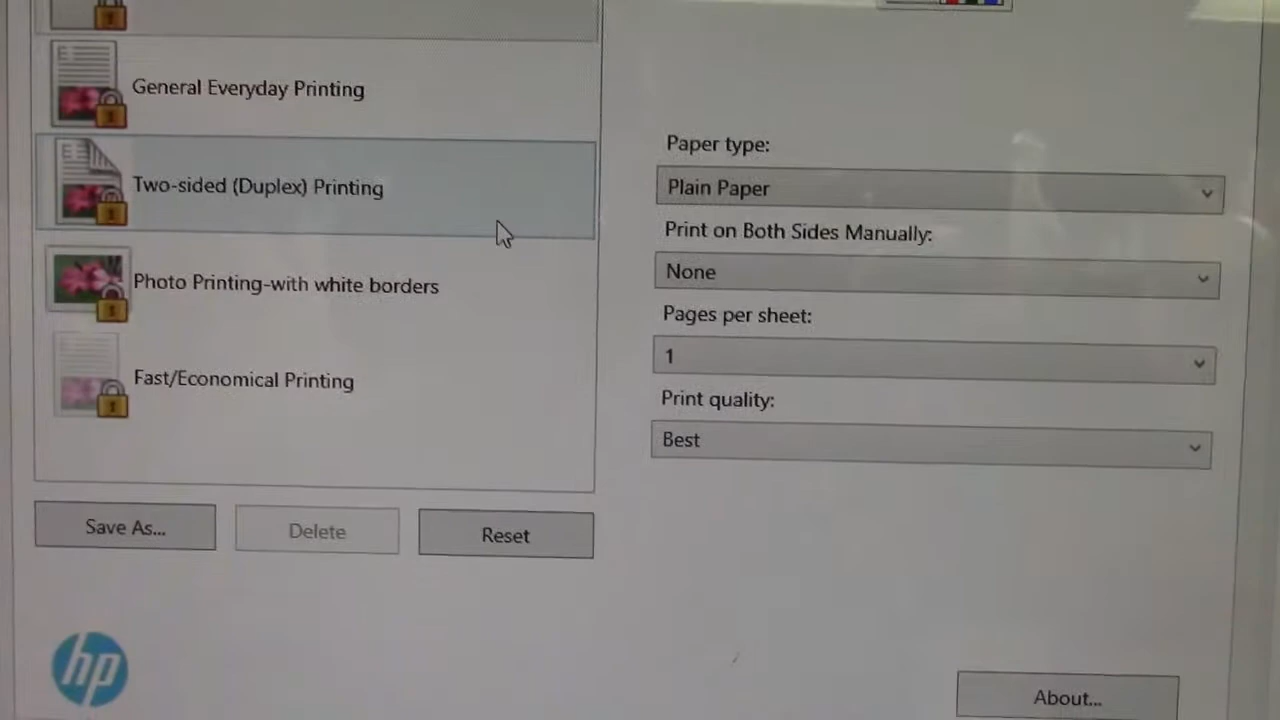 General Everyday Printing
Two-sided (Duplex) Printing
Photo Printing-with white borders
Fast/Economical Printing
Save As...
Delete
Reset
Paper type:
Plain Paper
Print on Both Sides Manually:
None
Pages per sheet:
1
Print quality:
Best
hp
About...